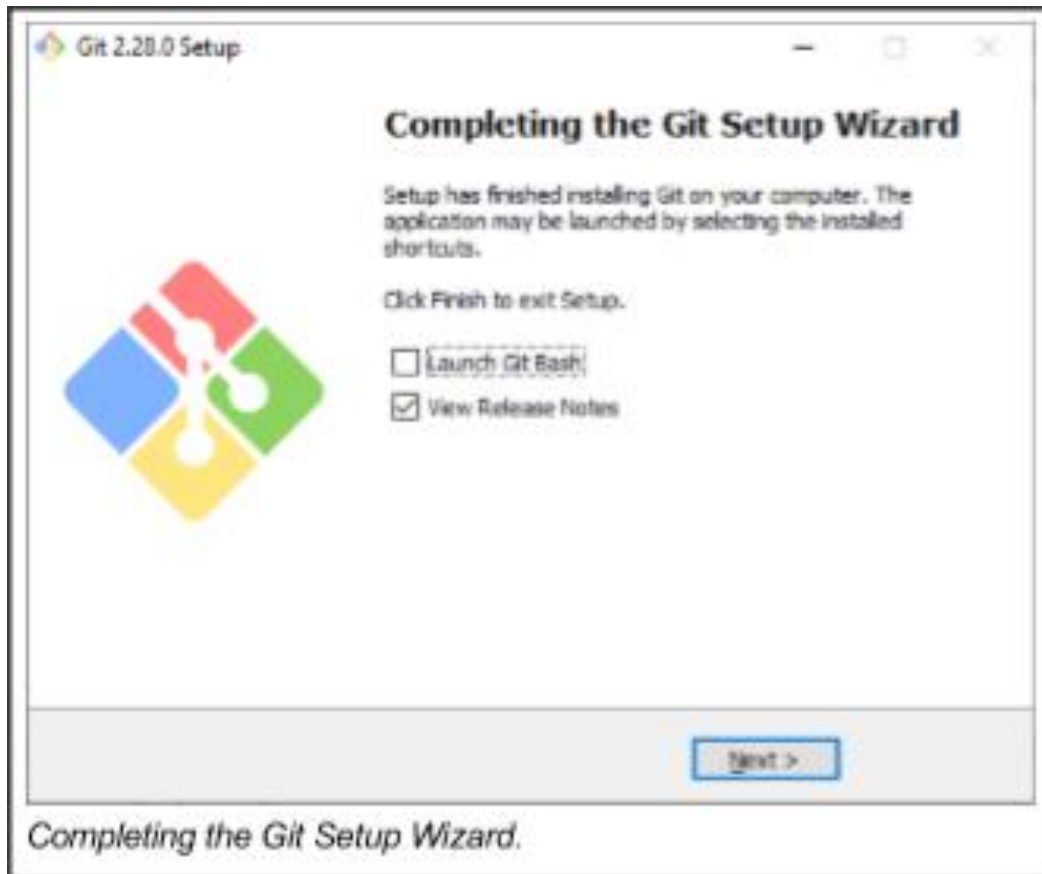 Git 2.28.0 Setup
Completing the Git Setup Wizard
Setup has finished installing Git on your computer. The
application may be launched by selecting the installed
shortcuts.
Click Finish to exit Setup.
Launch Git Bash
View Release Notes
Next >
Completing the Git Setup Wizard.